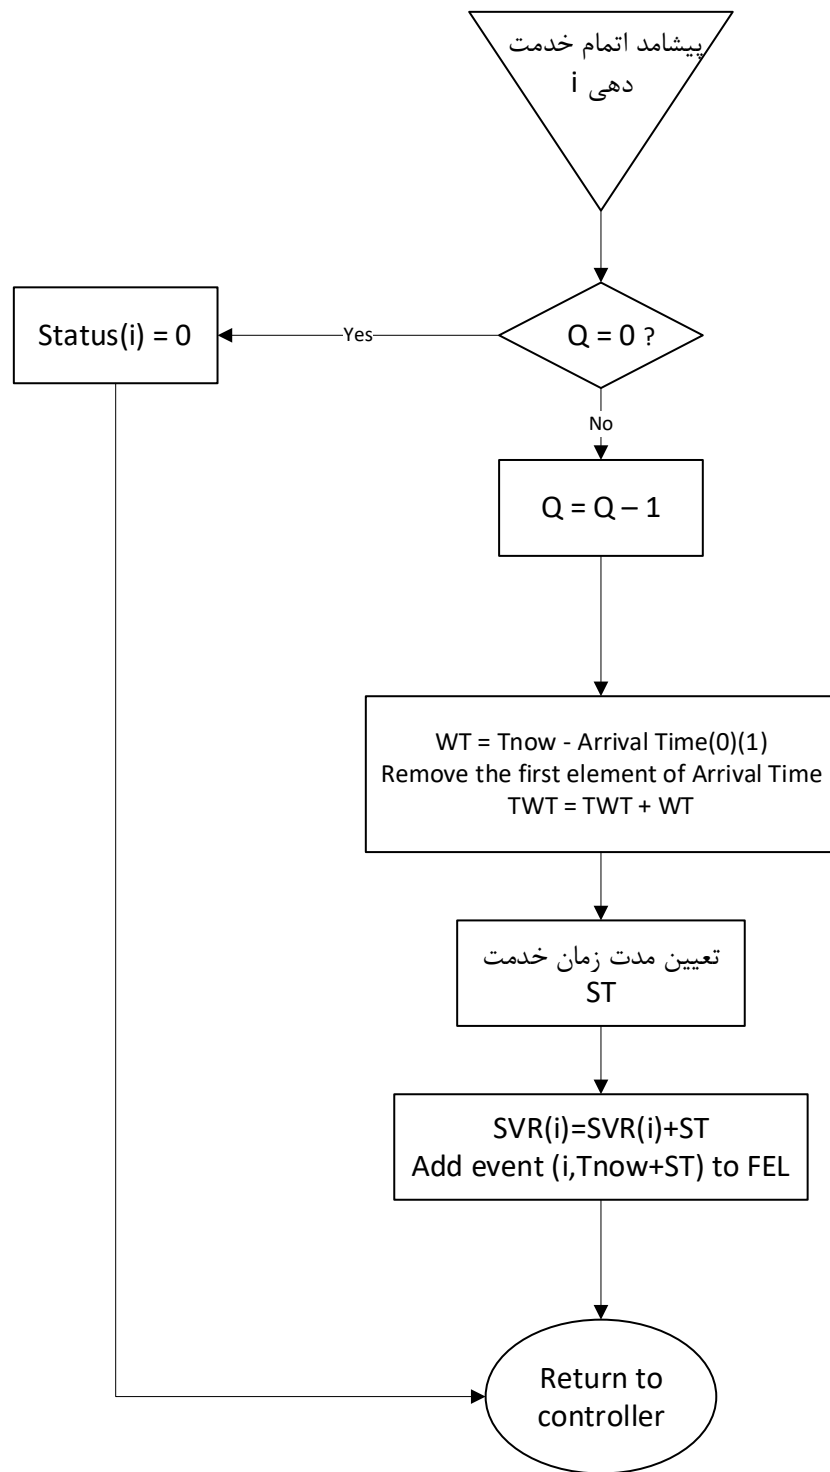 پیشامد اتمام خدمت
دهی i
Q = 0 ?
Yes
Status(i) = 0
No
Q = Q – 1
WT = Tnow - Arrival Time(0)(1)
Remove the first element of Arrival Time
TWT = TWT + WT
تعیین مدت زمان خدمت
ST
SVR(i)=SVR(i)+ST
Add event (i,Tnow+ST) to FEL
Return to
controller